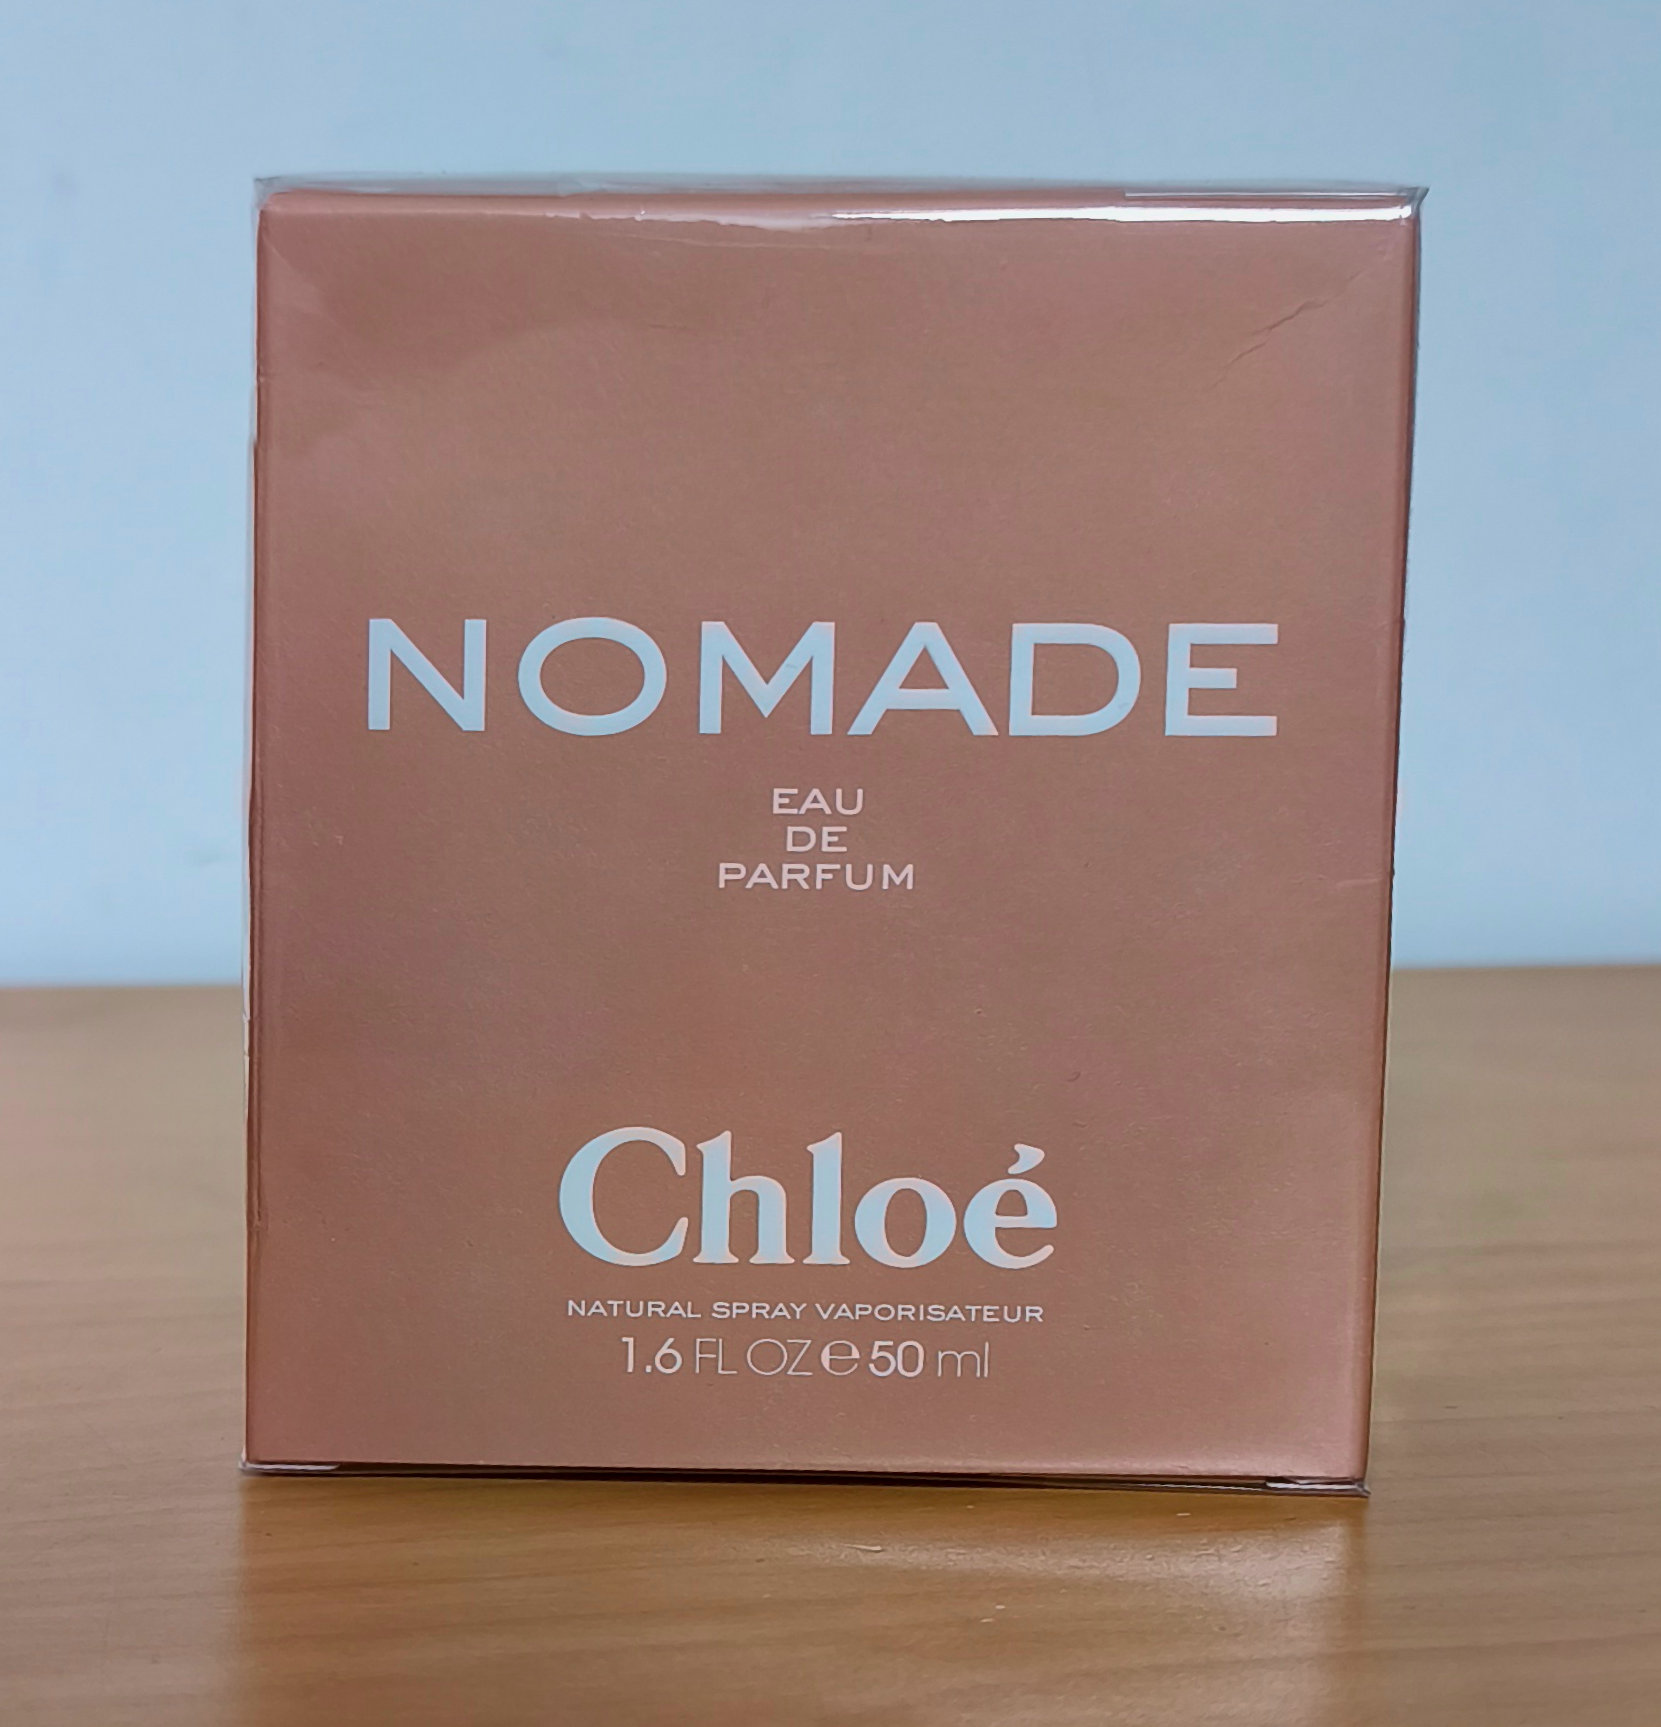 NOMADE
EAU
DE
PARFUM
Chloé
NATURAL SPRAY VAPORISATEUR
1.6 FL OZ ℮ 50 ml